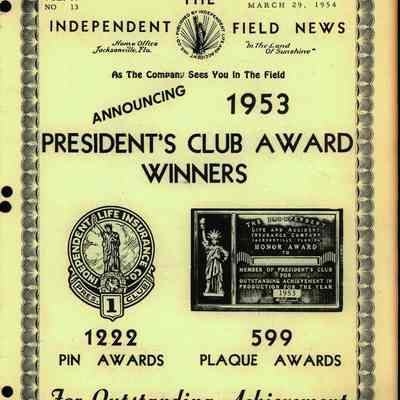 THE
NO 13
MARCH 29, 1954
INDEPENDENT FIELD NEWS
Home Office
Jacksonville, Fla.
"In The Land
Of Sunshine"
As The Company Sees You In The Field
ANNOUNCING 1953
PRESIDENT'S CLUB AWARD
WINNERS
INDEPENDENT LIFE INSURANCE CO.
PRES. CLUB
1
THE INDEPENDENT
LIFE AND ACCIDENT
INSURANCE COMPANY
JACKSONVILLE, FLORIDA
HONOR AWARD
TO
MEMBER OF PRESIDENT'S CLUB
FOR
OUTSTANDING ACHIEVEMENT IN
PRODUCTION FOR THE YEAR
1953
1222
PIN AWARDS
599
PLAQUE AWARDS
For Outstanding Achievement